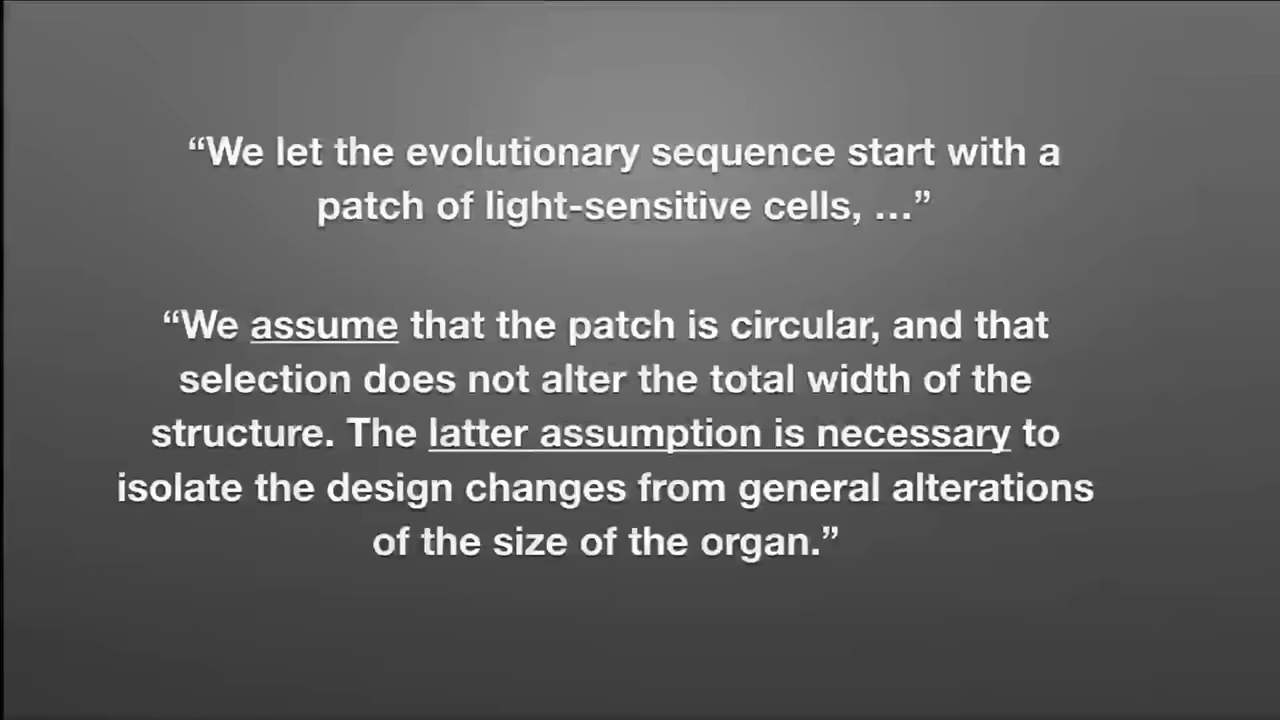 “We let the evolutionary sequence start with a
patch of light-sensitive cells, …”
“We assume that the patch is circular, and that
selection does not alter the total width of the
structure. The latter assumption is necessary to
isolate the design changes from general alterations
of the size of the organ.”